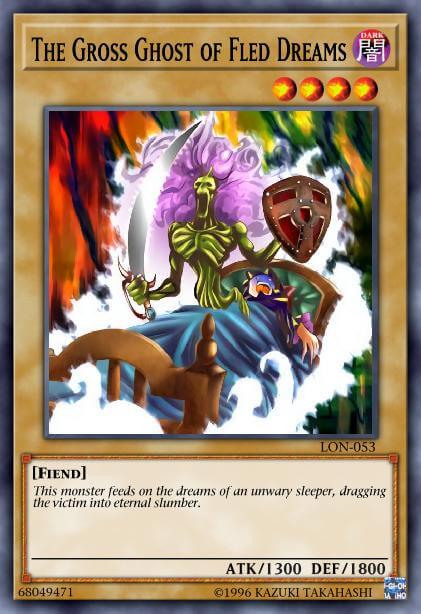 The Gross Ghost of Fled Dreams
DARK
闇
LON-053
[Fiend]
This monster feeds on the dreams of an unwary sleeper, dragging
the victim into eternal slumber.
ATK/1300 DEF/1800
68049471
©1996 KAZUKI TAKAHASHI